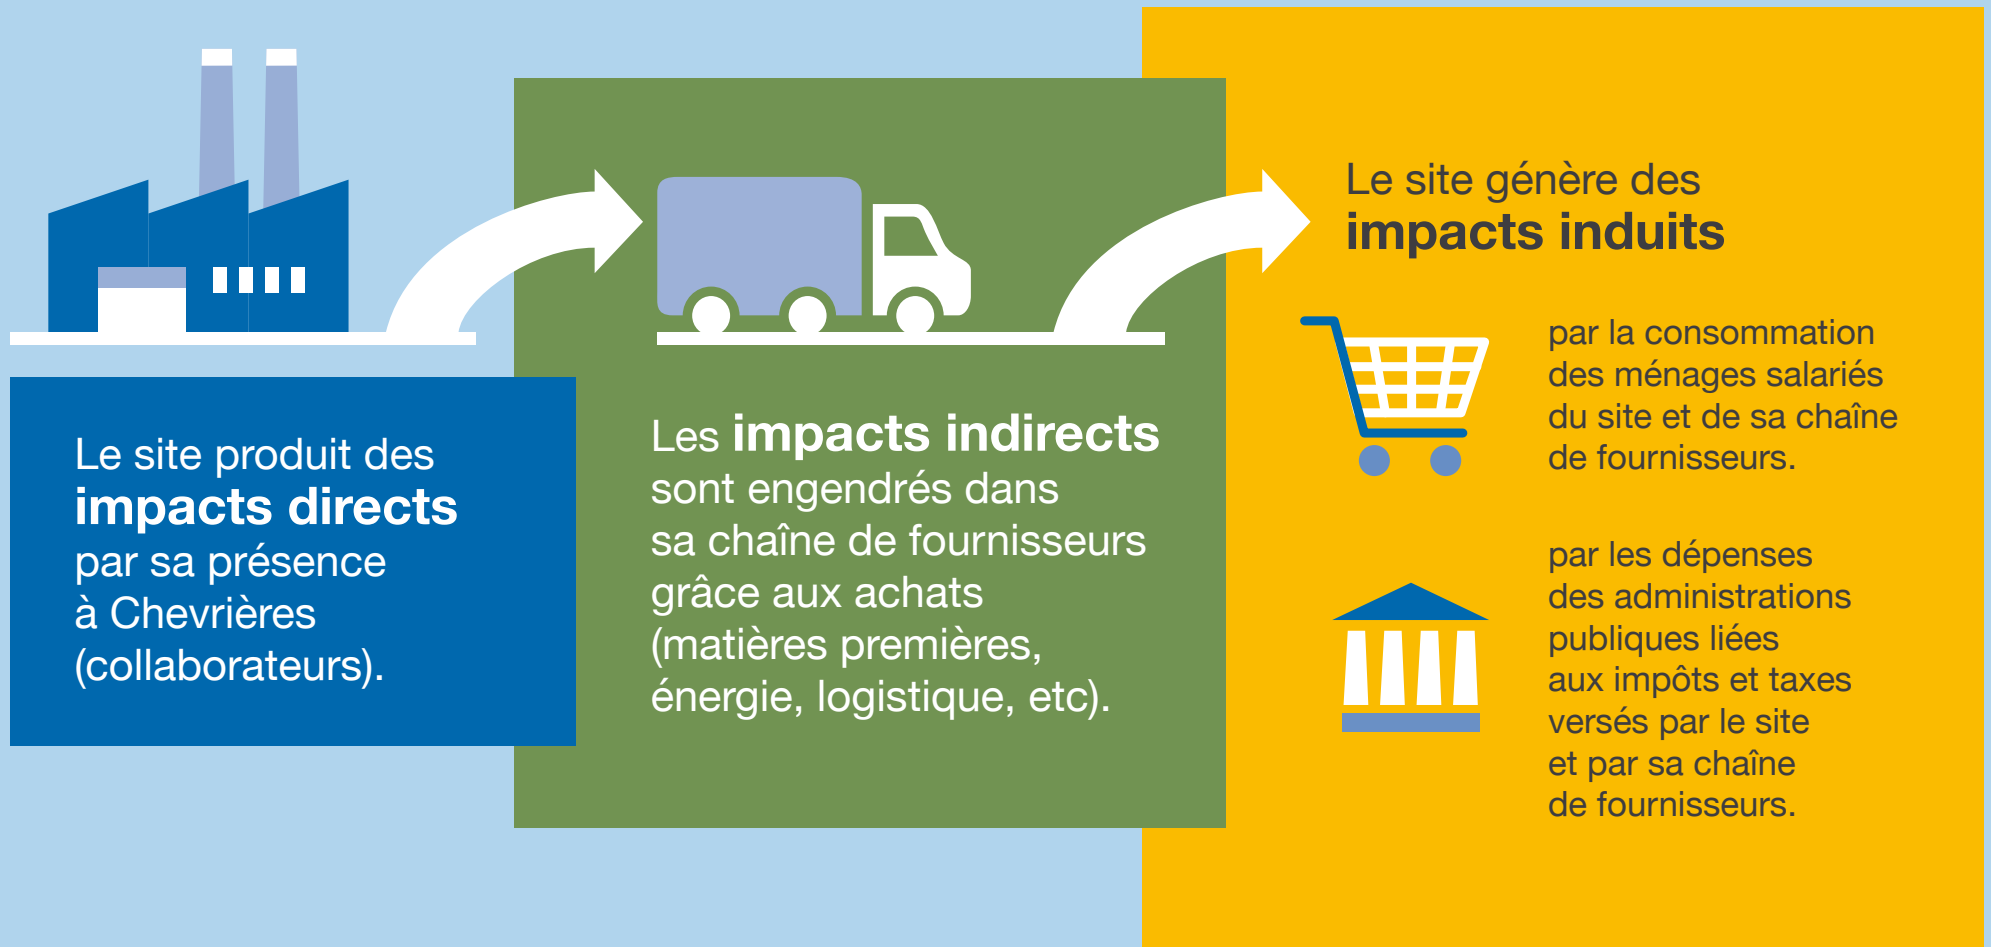 Le site produit des
impacts directs
par sa présence
à Chevrières
(collaborateurs).
Les impacts indirects
sont engendrés dans
sa chaîne de fournisseurs
grâce aux achats
(matières premières,
énergie, logistique, etc).
Le site génère des
impacts induits
par la consommation
des ménages salariés
du site et de sa chaîne
de fournisseurs.
par les dépenses
des administrations
publiques liées
aux impôts et taxes
versés par le site
et par sa chaîne
de fournisseurs.